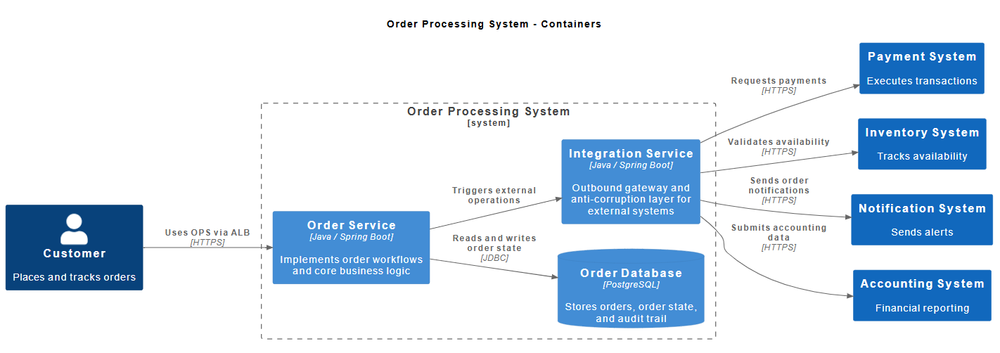 Order Processing System - Containers
Customer
Places and tracks orders
Uses OPS via ALB
[HTTPS]
Order Processing System
[system]
Order Service
[Java / Spring Boot]
Implements order workflows
and core business logic
Triggers external
operations
Reads and writes
order state
[JDBC]
Integration Service
[Java / Spring Boot]
Outbound gateway and
anti-corruption layer for
external systems
Order Database
[PostgreSQL]
Stores orders, order state,
and audit trail
Requests payments
[HTTPS]
Validates availability
[HTTPS]
Sends order
notifications
[HTTPS]
Submits accounting
data
[HTTPS]
Payment System
Executes transactions
Inventory System
Tracks availability
Notification System
Sends alerts
Accounting System
Financial reporting